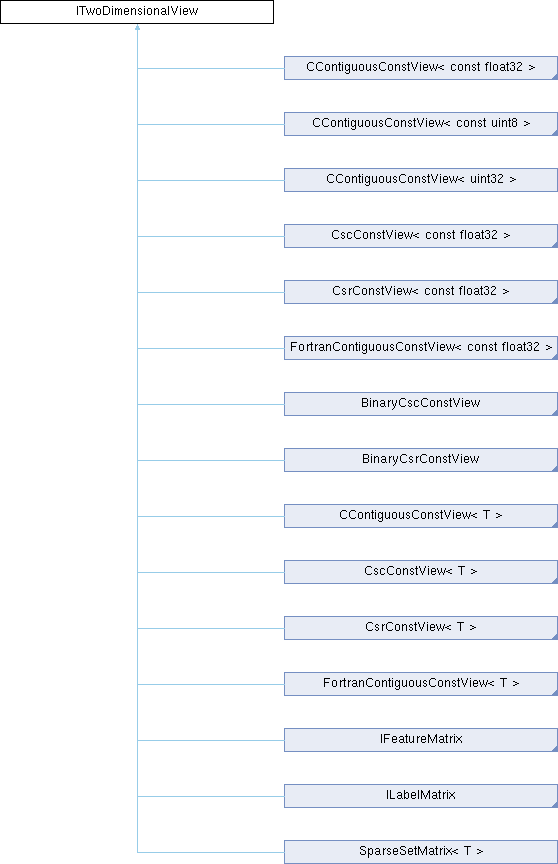 ITwoDimensionalView
CContiguousConstView< const float32 >
CContiguousConstView< const uint8 >
CContiguousConstView< uint32 >
CscConstView< const float32 >
CsrConstView< const float32 >
FortranContiguousConstView< const float32 >
BinaryCscConstView
BinaryCsrConstView
CContiguousConstView< T >
CscConstView< T >
CsrConstView< T >
FortranContiguousConstView< T >
IFeatureMatrix
ILabelMatrix
SparseSetMatrix< T >